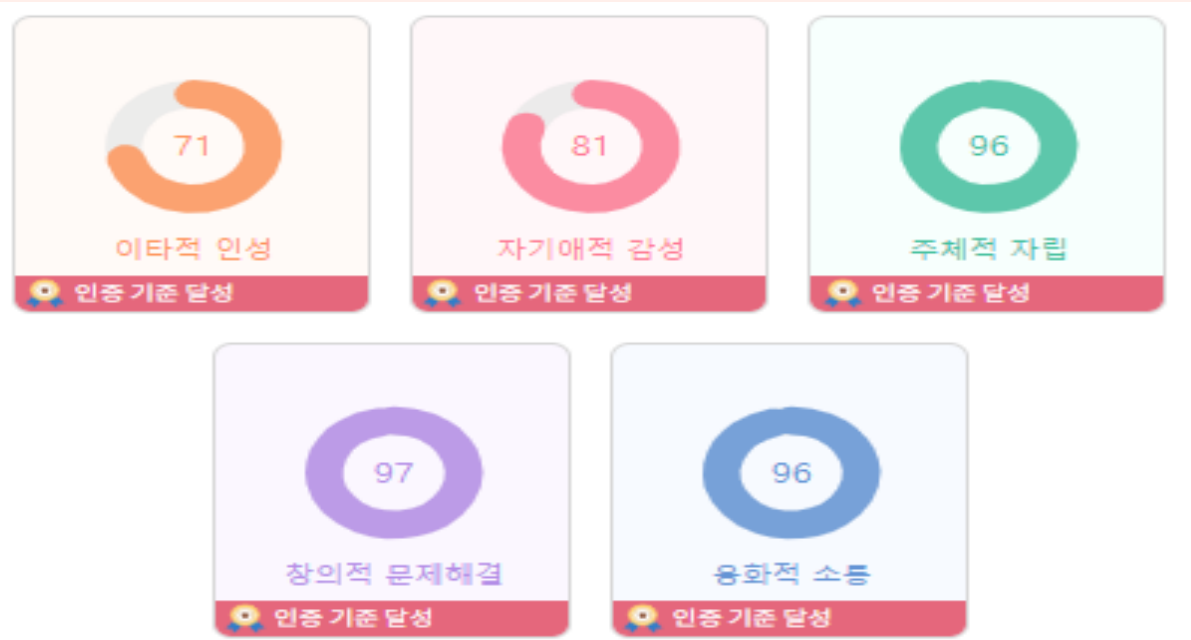 71
이타적 인성
인증 기준 달성
81
자기애적 감성
인증 기준 달성
96
주체적 자립
인증 기준 달성
97
창의적 문제해결
인증 기준 달성
96
융화적 소통
인증 기준 달성